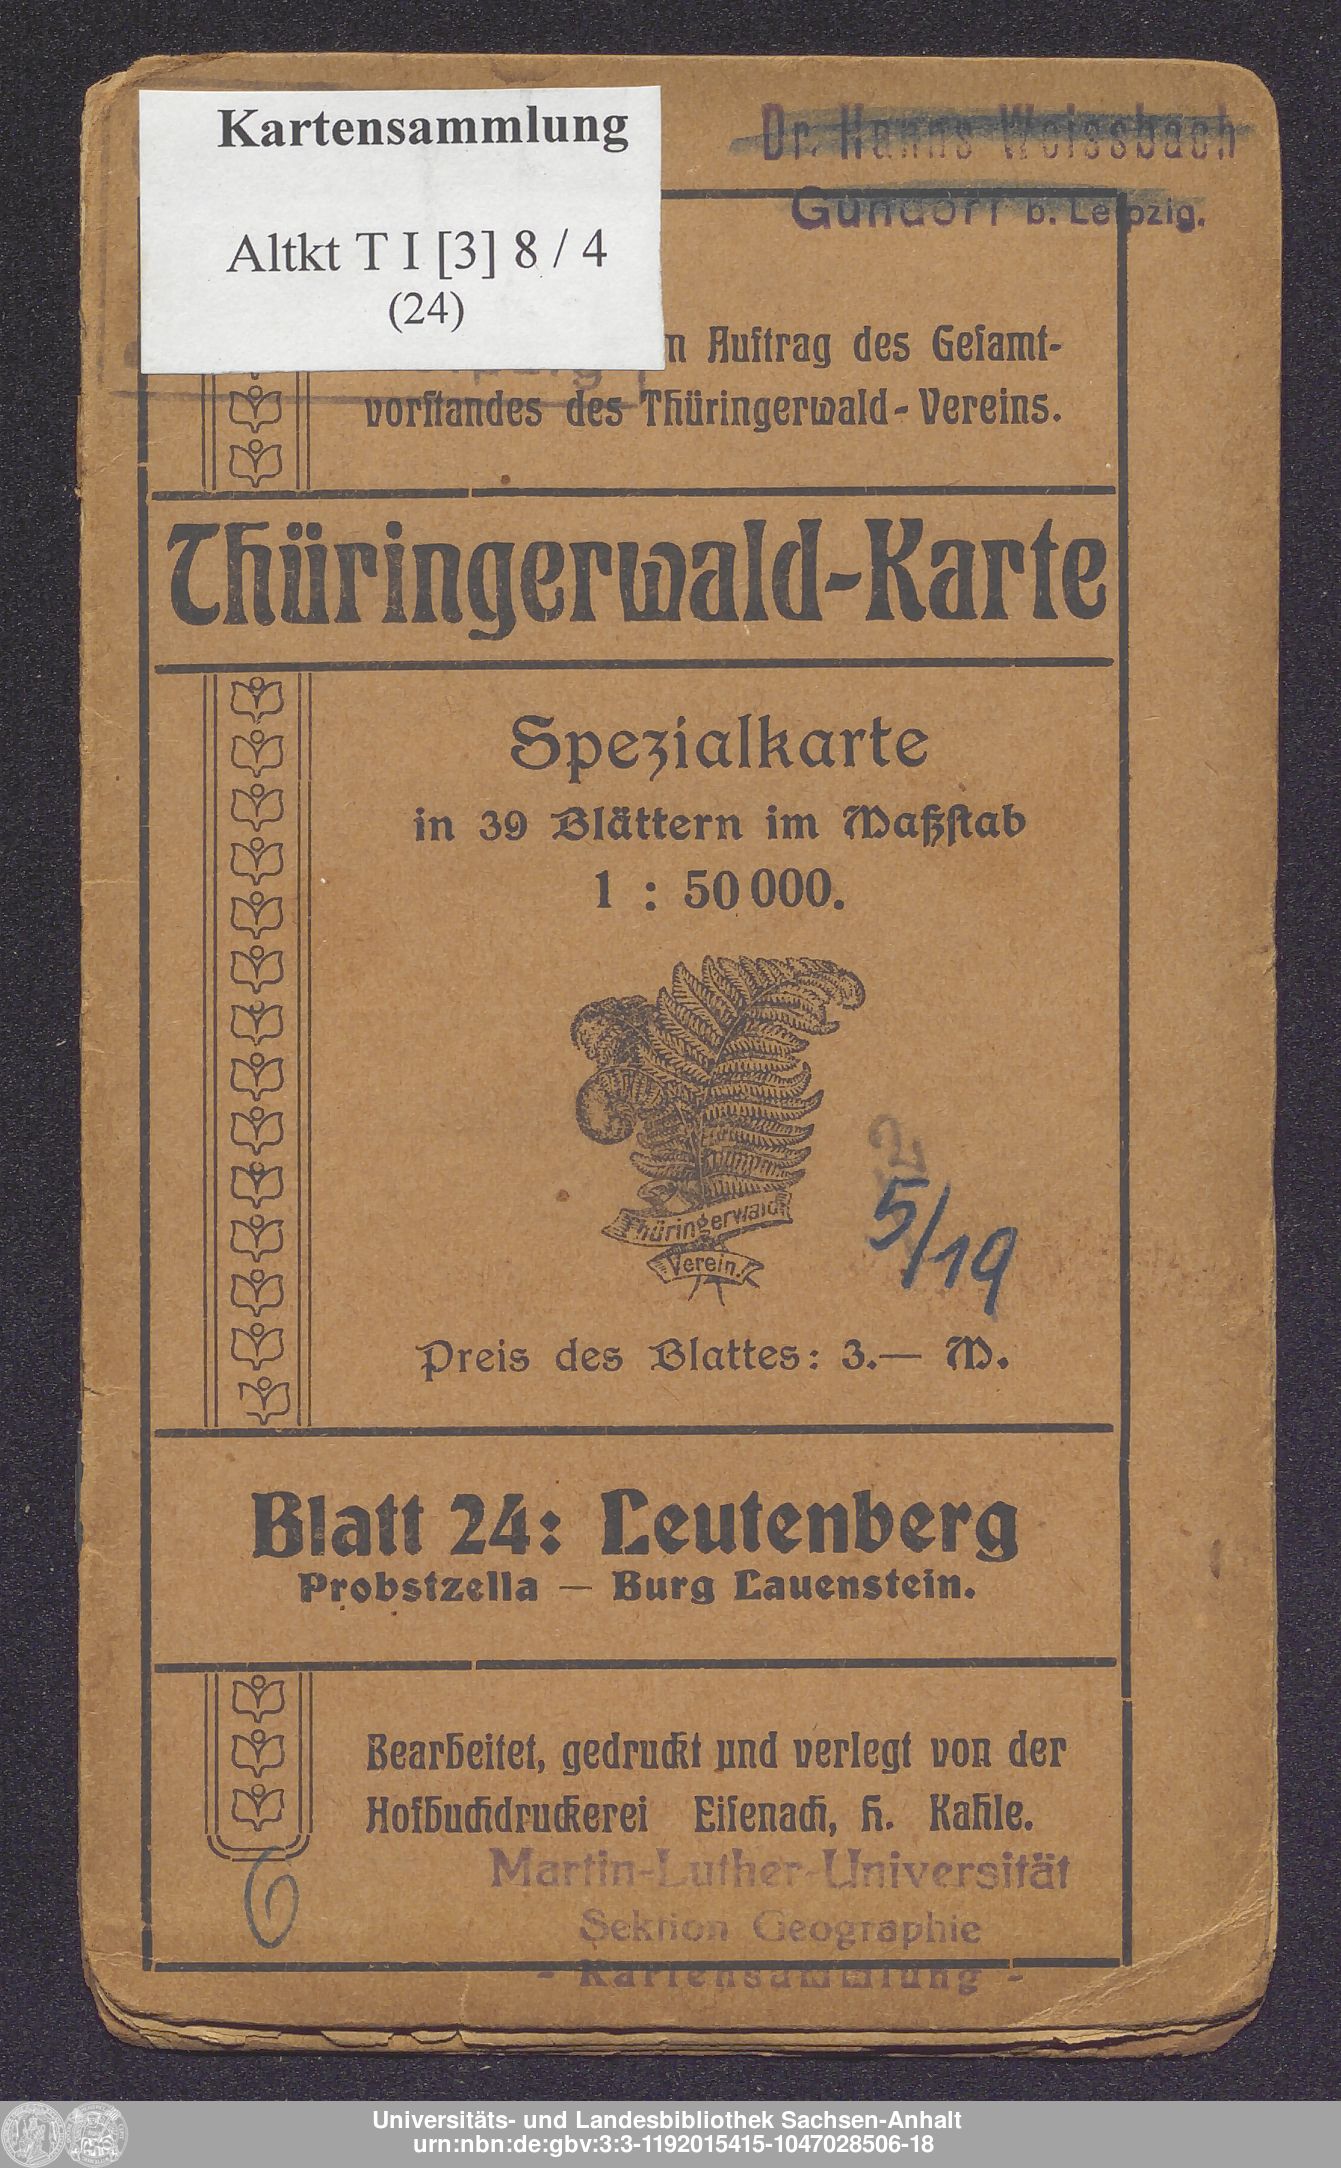 Kartensammlung
Altkt T I [3] 8 / 4
(24)
Dr. Hanns Weissbach
Gundorf b. Leipzig.
Auftrag des Geſamt-
vorſtandes des Thüringerwald-Vereins.
Thüringerwald-Karte
Spezialkarte
in 39 Blättern im Maßſtab
1 : 50 000.
Thüringerwald
Verein.
2
5/19
Preis des Blattes: 3.— M.
Blatt 24: Leutenberg
Probstzella — Burg Lauenstein.
Bearbeitet, gedruckt und verlegt von der
Hofbuchdruckerei Eiſenach, H. Kahle.
6
Martin-Luther-Universität
Sektion Geographie
- Kartensammlung -
Universitäts- und Landesbibliothek Sachsen-Anhalt
urn:nbn:de:gbv:3:3-1192015415-1047028506-18